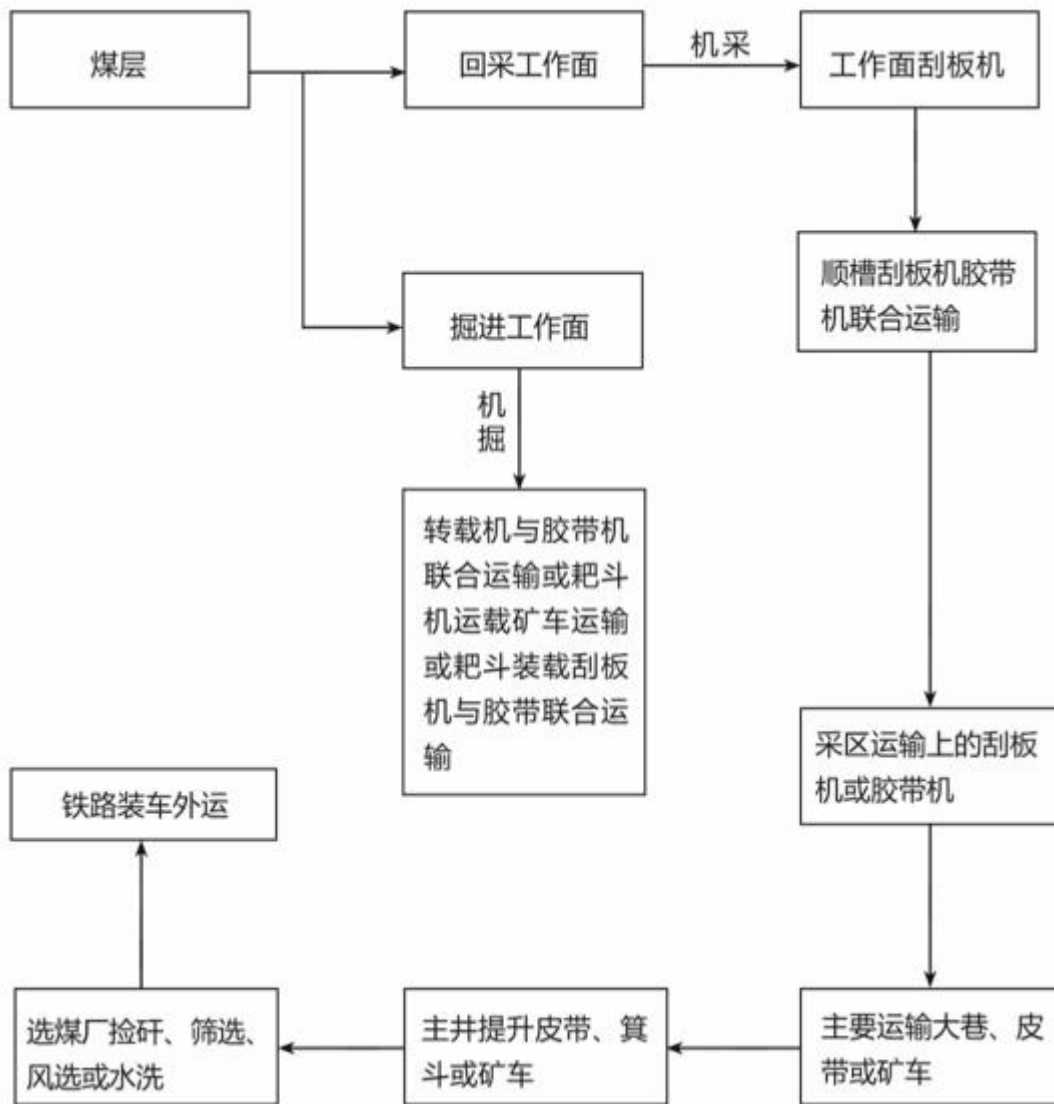 煤层
回采工作面
机采
工作面刮板机
顺槽刮板机胶带
机联合运输
掘进工作面
机
掘
转载机与胶带机
联合运输或耙斗
机运载矿车运输
或耙斗装载刮板
机与胶带联合运
输
采区运输上的刮板
机或胶带机
铁路装车外运
选煤厂捡矸、筛选、
风选或水洗
主井提升皮带、箕
斗或矿车
主要运输大巷、皮
带或矿车